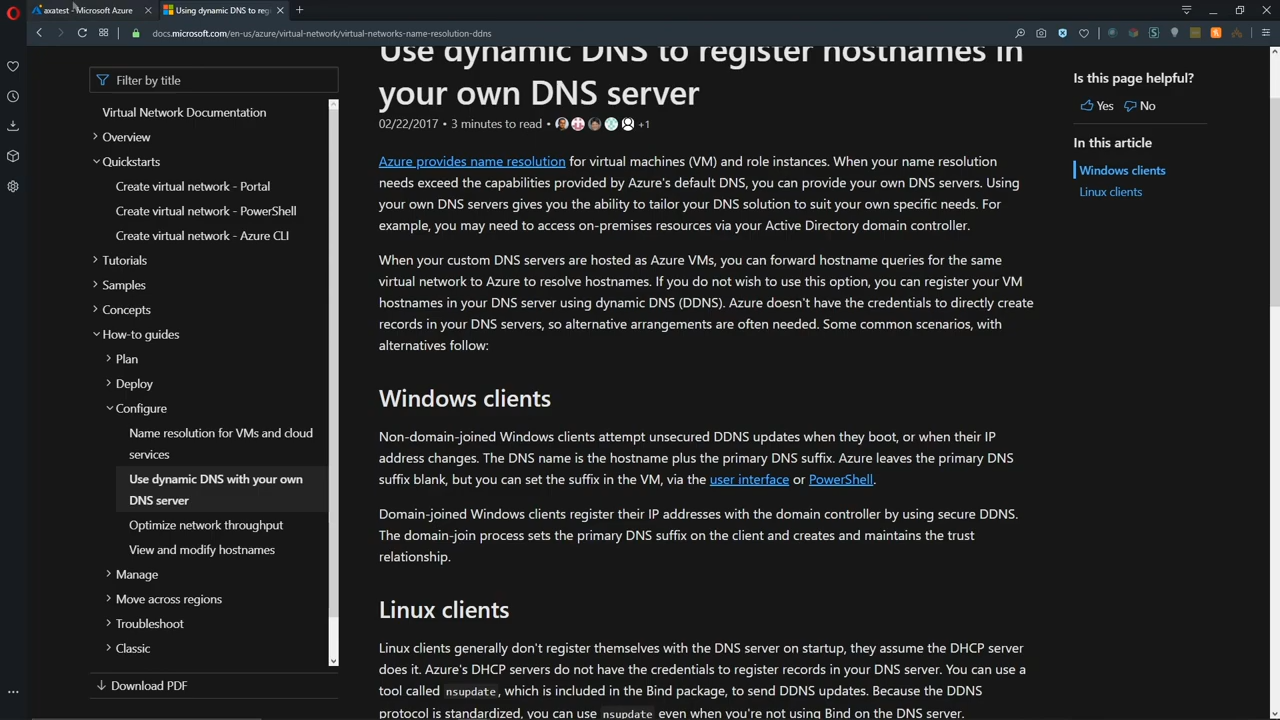 axatest - Microsoft Azure
Using dynamic DNS to reg
docs.microsoft.com/en-us/azure/virtual-network/virtual-networks-name-resolution-ddns
Filter by title
Virtual Network Documentation
Overview
Quickstarts
Create virtual network - Portal
Create virtual network - PowerShell
Create virtual network - Azure CLI
Tutorials
Samples
Concepts
How-to guides
Plan
Deploy
Configure
Name resolution for VMs and cloud
services
Use dynamic DNS with your own
DNS server
Optimize network throughput
View and modify hostnames
Manage
Move across regions
Troubleshoot
Classic
Download PDF
Use dynamic DNS to register hostnames in
your own DNS server
02/22/2017 • 3 minutes to read • +1
Azure provides name resolution for virtual machines (VM) and role instances. When your name resolution
needs exceed the capabilities provided by Azure's default DNS, you can provide your own DNS servers. Using
your own DNS servers gives you the ability to tailor your DNS solution to suit your own specific needs. For
example, you may need to access on-premises resources via your Active Directory domain controller.
When your custom DNS servers are hosted as Azure VMs, you can forward hostname queries for the same
virtual network to Azure to resolve hostnames. If you do not wish to use this option, you can register your VM
hostnames in your DNS server using dynamic DNS (DDNS). Azure doesn't have the credentials to directly create
records in your DNS servers, so alternative arrangements are often needed. Some common scenarios, with
alternatives follow:
Windows clients
Non-domain-joined Windows clients attempt unsecured DDNS updates when they boot, or when their IP
address changes. The DNS name is the hostname plus the primary DNS suffix. Azure leaves the primary DNS
suffix blank, but you can set the suffix in the VM, via the user interface or PowerShell.
Domain-joined Windows clients register their IP addresses with the domain controller by using secure DDNS.
The domain-join process sets the primary DNS suffix on the client and creates and maintains the trust
relationship.
Linux clients
Linux clients generally don't register themselves with the DNS server on startup, they assume the DHCP server
does it. Azure's DHCP servers do not have the credentials to register records in your DNS server. You can use a
tool called nsupdate, which is included in the Bind package, to send DDNS updates. Because the DDNS
protocol is standardized, you can use nsupdate even when you're not using Bind on the DNS server.
Is this page helpful?
Yes No
In this article
Windows clients
Linux clients